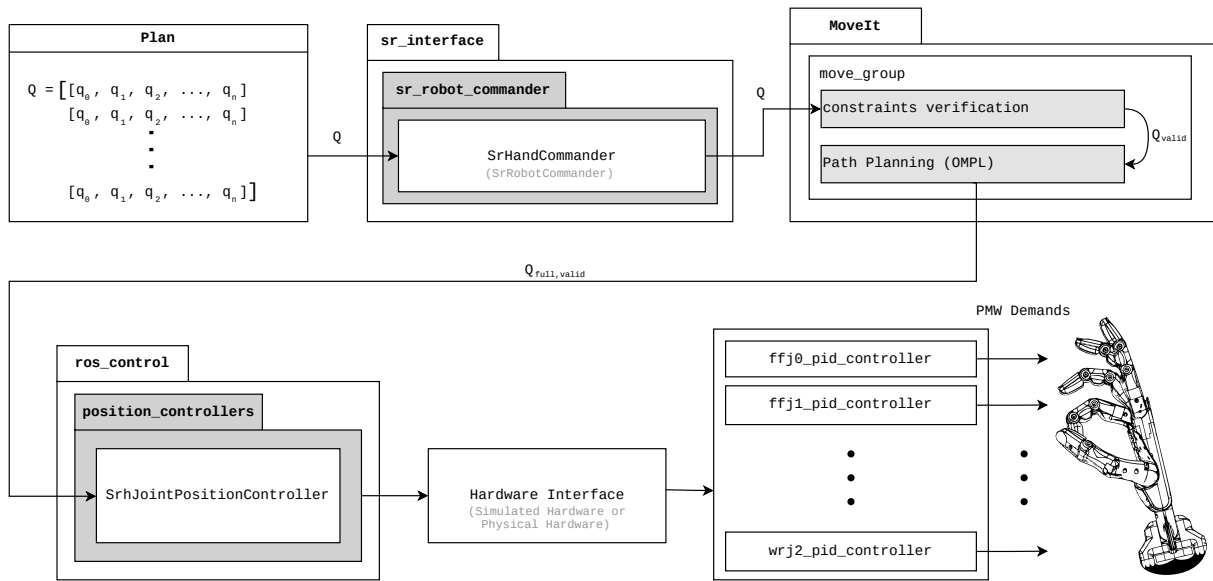 Plan
Q = [[q₀, q₁, q₂, ..., qₙ]
[q₀, q₁, q₂, ..., qₙ]
[q₀, q₁, q₂, ..., qₙ]]
Q
sr_interface
sr_robot_commander
SrHandCommander
(SrRobotCommander)
Q
MoveIt
move_group
constraints verification
Q_valid
Path Planning (OMPL)
Q_full,valid
ros_control
position_controllers
SrhJointPositionController
Hardware Interface
(Simulated Hardware or
Physical Hardware)
PMW Demands
ffj0_pid_controller
ffj1_pid_controller
wrj2_pid_controller